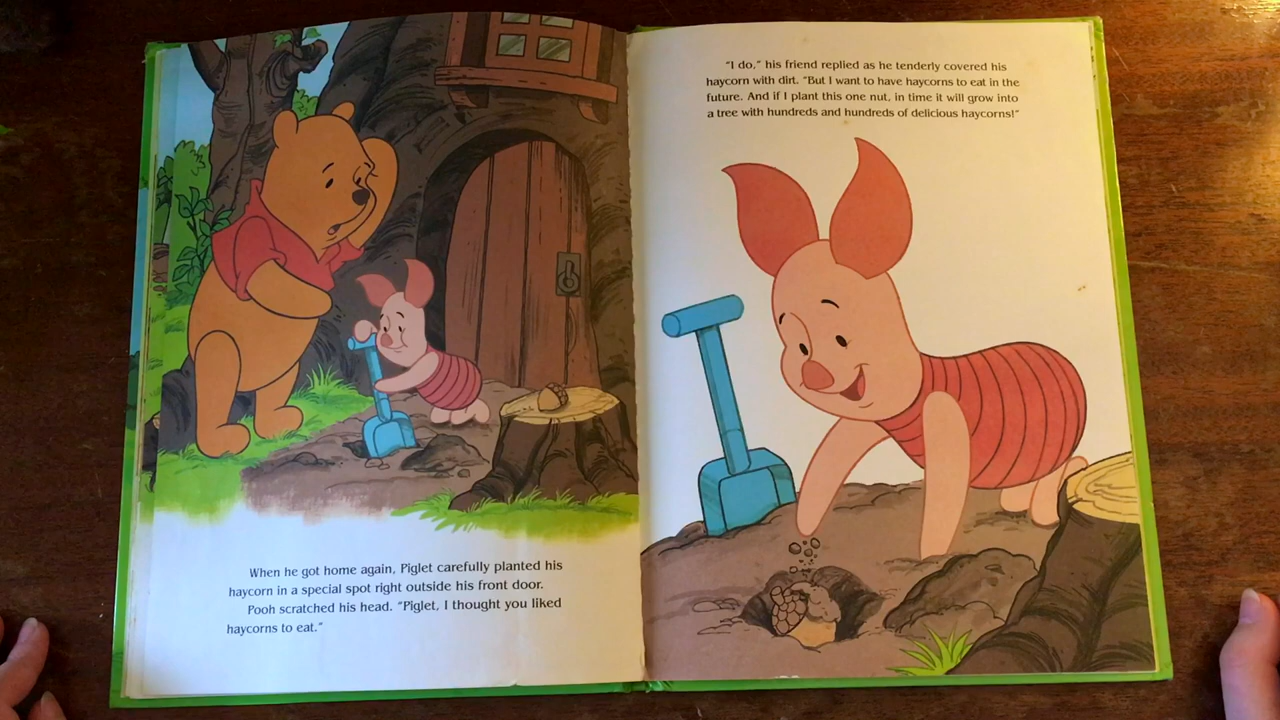 When he got home again, Piglet carefully planted his
haycorn in a special spot right outside his front door.
Pooh scratched his head. "Piglet, I thought you liked
haycorns to eat."
"I do," his friend replied as he tenderly covered his
haycorn with dirt. "But I want to have haycorns to eat in the
future. And if I plant this one nut, in time it will grow into
a tree with hundreds and hundreds of delicious haycorns!"